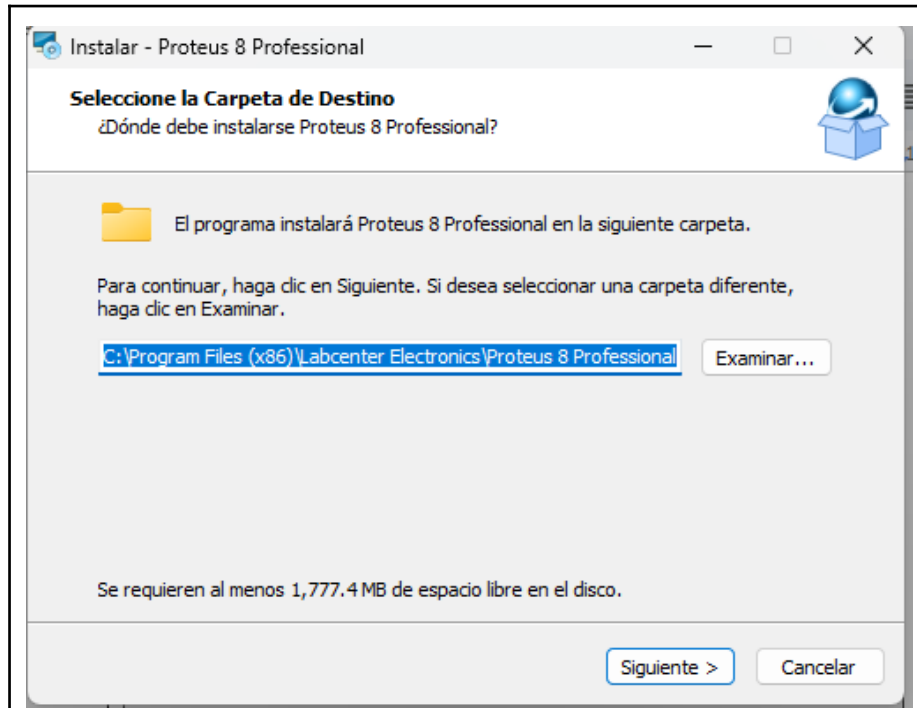 Instalar - Proteus 8 Professional
Seleccione la Carpeta de Destino
¿Dónde debe instalarse Proteus 8 Professional?
El programa instalará Proteus 8 Professional en la siguiente carpeta.
Para continuar, haga clic en Siguiente. Si desea seleccionar una carpeta diferente,
haga clic en Examinar.
C:\Program Files (x86)\Labcenter Electronics\Proteus 8 Professional
Examinar...
Se requieren al menos 1,777.4 MB de espacio libre en el disco.
Siguiente >
Cancelar